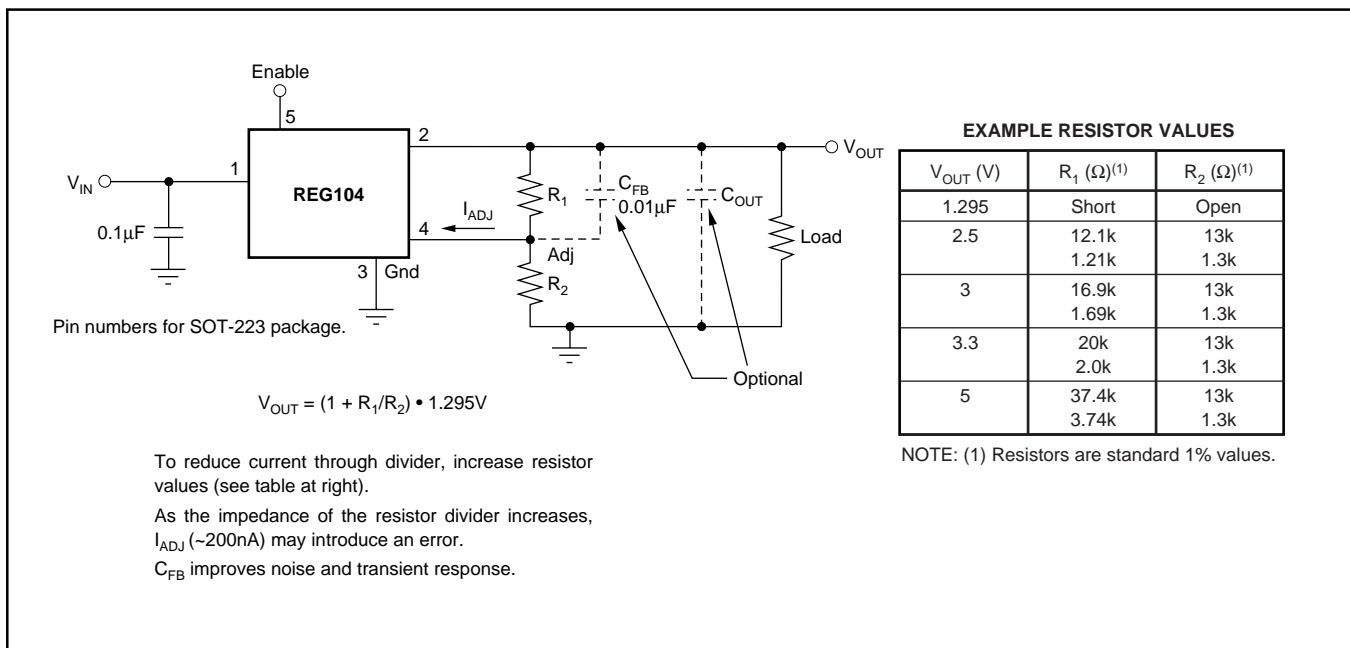 Enable
5
2
1
V_IN
REG104
V_OUT
0.1μF
R_1
C_FB
0.01μF
C_OUT
I_ADJ
4
Load
Adj
3
Gnd
R_2
Pin numbers for SOT-223 package.
Optional
V_OUT = (1 + R_1/R_2) • 1.295V
To reduce current through divider, increase resistor
values (see table at right).
As the impedance of the resistor divider increases,
I_ADJ (~200nA) may introduce an error.
C_FB improves noise and transient response.
EXAMPLE RESISTOR VALUES
V_OUT (V) R_1 (Ω)(1) R_2 (Ω)(1)
1.295 Short Open
2.5 12.1k 13k
1.21k 1.3k
3 16.9k 13k
1.69k 1.3k
3.3 20k 13k
2.0k 1.3k
5 37.4k 13k
3.74k 1.3k
NOTE: (1) Resistors are standard 1% values.